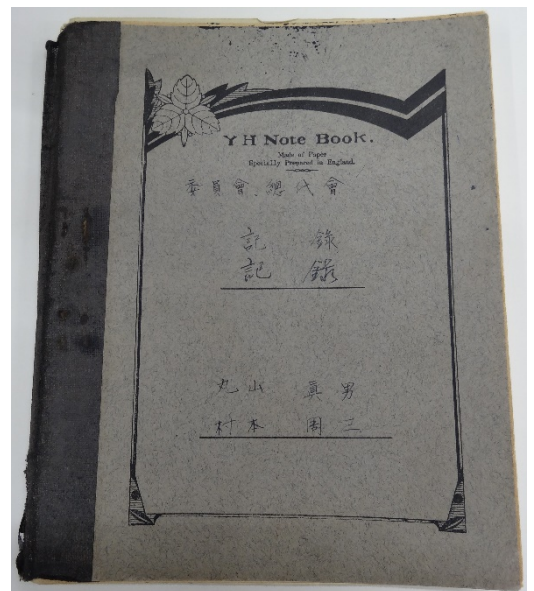 Y H Note Book.
Made of Paper
Specially Prepared in England.
委員會、總代會
記 錄
記 錄
丸山 眞男
村本 周三